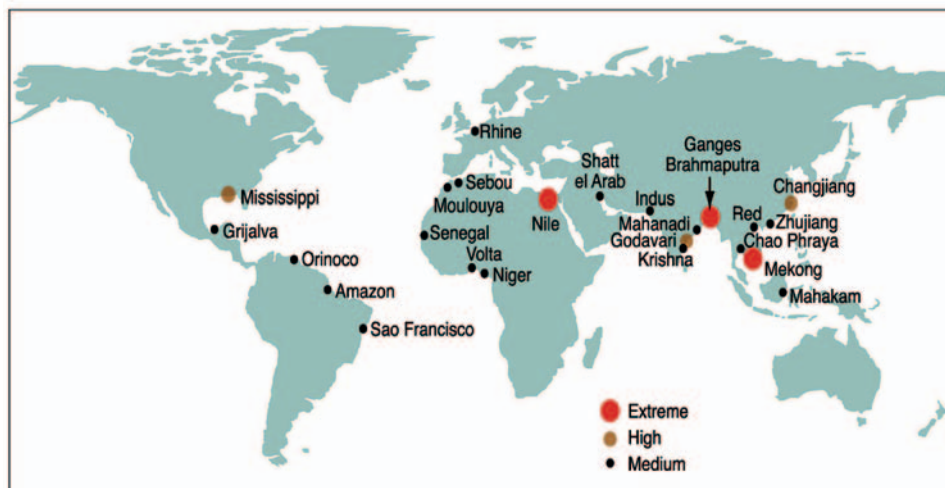 Rhine
Ganges
Brahmaputra
Shatt
el Arab
Changjiang
Sebou
Mississippi
Moulouya
Indus
Nile
Mahanadi
Red
Zhujiang
Grijalva
Senegal
Godavari
Chao Phraya
Volta
Krishna
Orinoco
Niger
Mekong
Amazon
Mahakam
Sao Francisco
Extreme
High
Medium